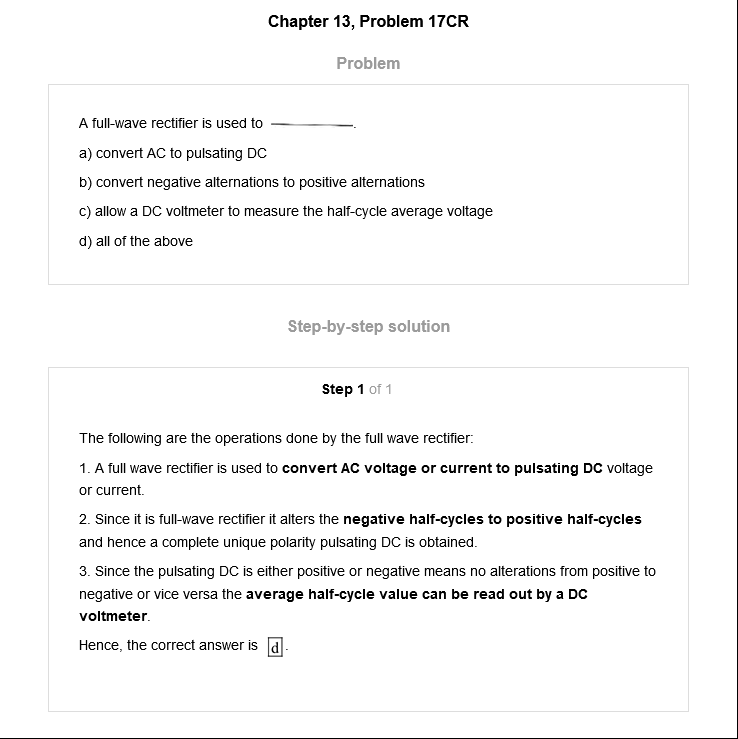 Chapter 13, Problem 17CR
Problem
A full-wave rectifier is used to ___________.
a) convert AC to pulsating DC
b) convert negative alternations to positive alternations
c) allow a DC voltmeter to measure the half-cycle average voltage
d) all of the above
Step-by-step solution
Step 1 of 1
The following are the operations done by the full wave rectifier:
1. A full wave rectifier is used to convert AC voltage or current to pulsating DC voltage
or current.
2. Since it is full-wave rectifier it alters the negative half-cycles to positive half-cycles
and hence a complete unique polarity pulsating DC is obtained.
3. Since the pulsating DC is either positive or negative means no alterations from positive to
negative or vice versa the average half-cycle value can be read out by a DC
voltmeter.
Hence, the correct answer is d.